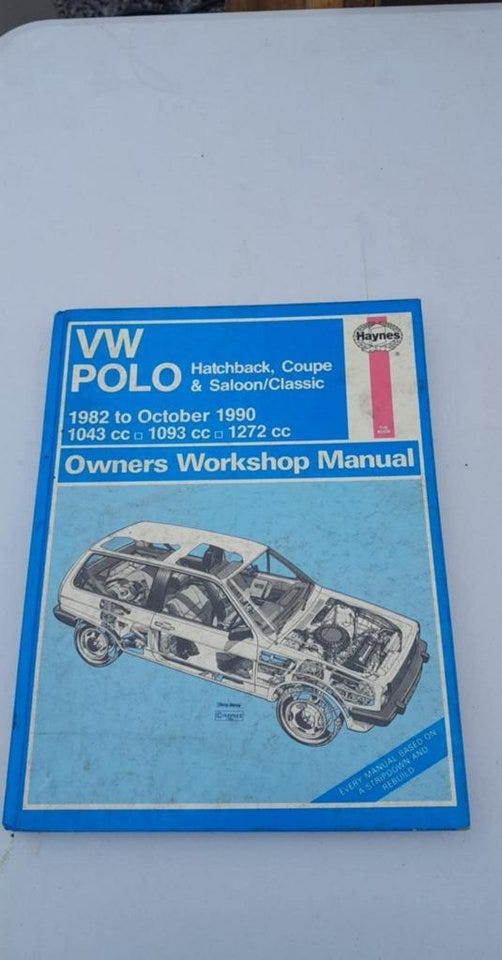 VW
POLO
Hatchback, Coupe
& Saloon/Classic
Haynes
®
1982 to October 1990
1043 cc □ 1093 cc □ 1272 cc
Owners Workshop Manual
© HAYNES
EVERY MANUAL BASED ON
A STRIPDOWN AND
REBUILD